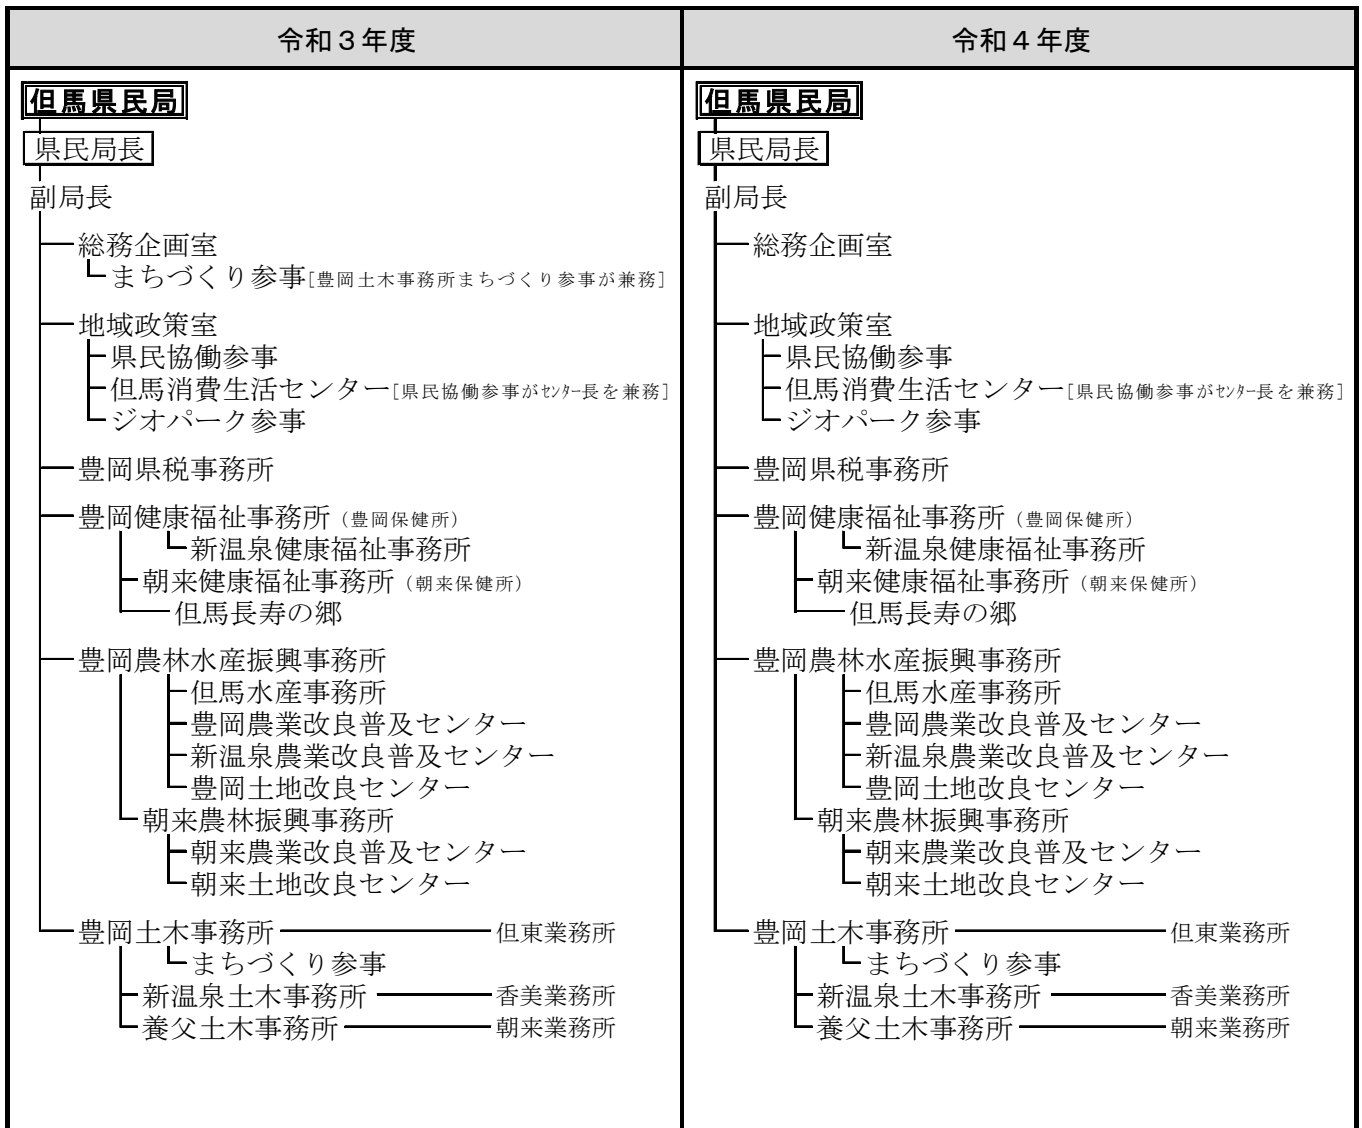 令和３年度
但馬県民局
県民局長
副局長
総務企画室
まちづくり参事[豊岡土木事務所まちづくり参事が兼務]
地域政策室
県民協働参事
但馬消費生活センター[県民協働参事がｾﾝﾀｰ長を兼務]
ジオパーク参事
豊岡県税事務所
豊岡健康福祉事務所（豊岡保健所）
新温泉健康福祉事務所
朝来健康福祉事務所（朝来保健所）
但馬長寿の郷
豊岡農林水産振興事務所
但馬水産事務所
豊岡農業改良普及センター
新温泉農業改良普及センター
豊岡土地改良センター
朝来農林振興事務所
朝来農業改良普及センター
朝来土地改良センター
豊岡土木事務所 但東業務所
まちづくり参事
新温泉土木事務所 香美業務所
養父土木事務所 朝来業務所
令和４年度
但馬県民局
県民局長
副局長
総務企画室
地域政策室
県民協働参事
但馬消費生活センター[県民協働参事がｾﾝﾀｰ長を兼務]
ジオパーク参事
豊岡県税事務所
豊岡健康福祉事務所（豊岡保健所）
新温泉健康福祉事務所
朝来健康福祉事務所（朝来保健所）
但馬長寿の郷
豊岡農林水産振興事務所
但馬水産事務所
豊岡農業改良普及センター
新温泉農業改良普及センター
豊岡土地改良センター
朝来農林振興事務所
朝来農業改良普及センター
朝来土地改良センター
豊岡土木事務所 但東業務所
まちづくり参事
新温泉土木事務所 香美業務所
養父土木事務所 朝来業務所